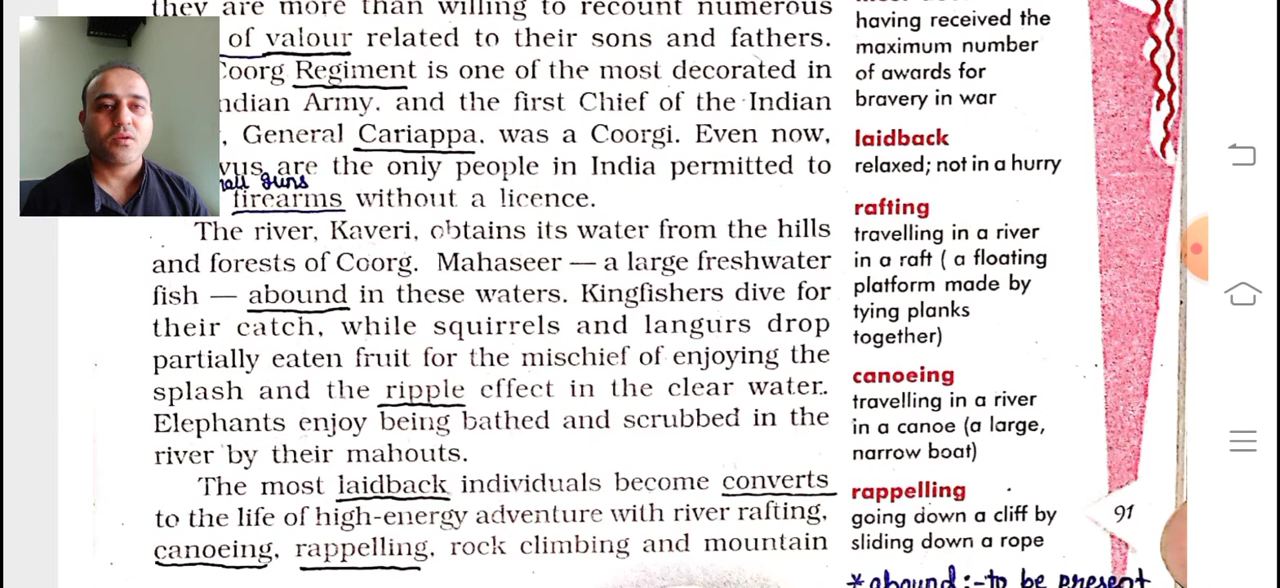 they are more than willing to recount numerous
of valour related to their sons and fathers.
Coorg Regiment is one of the most decorated in
Indian Army, and the first Chief of the Indian
, General Cariappa, was a Coorgi. Even now,
are the only people in India permitted to
guns
firearms without a licence.
The river, Kaveri, obtains its water from the hills
and forests of Coorg. Mahaseer — a large freshwater
fish — abound in these waters. Kingfishers dive for
their catch, while squirrels and langurs drop
partially eaten fruit for the mischief of enjoying the
splash and the ripple effect in the clear water.
Elephants enjoy being bathed and scrubbed in the
river by their mahouts.
The most laidback individuals become converts
to the life of high-energy adventure with river rafting,
canoeing, rappelling, rock climbing and mountain
having received the
maximum number
of awards for
bravery in war
laidback
relaxed; not in a hurry
rafting
travelling in a river
in a raft ( a floating
platform made by
tying planks
together)
canoeing
travelling in a river
in a canoe (a large,
narrow boat)
rappelling
going down a cliff by
sliding down a rope
91
* abound :- to be present